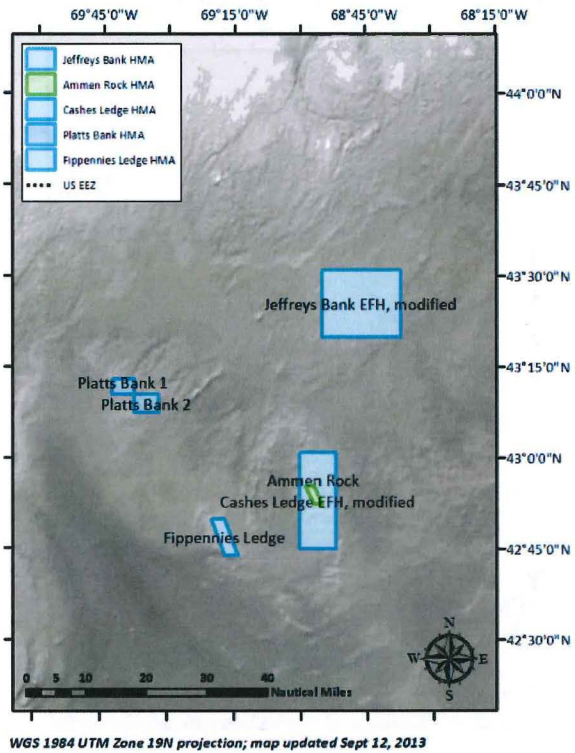 69°45'0"W 69°15'0"W 68°45'0"W 68°15'0"W
Jeffreys Bank HMA
Ammen Rock HMA
Cashes Ledge HMA
Platts Bank HMA
Fippennies Ledge HMA
US EEZ
44°0'0"N
43°45'0"N
43°30'0"N
Jeffreys Bank EFH, modified
43°15'0"N
Platts Bank 1
Platts Bank 2
43°0'0"N
Ammen Rock
Cashes Ledge EFH, modified
Fippennies Ledge
42°45'0"N
42°30'0"N
N
W E
S
0 5 10 20 30 40
Nautical Miles
WGS 1984 UTM Zone 19N projection; map updated Sept 12, 2013